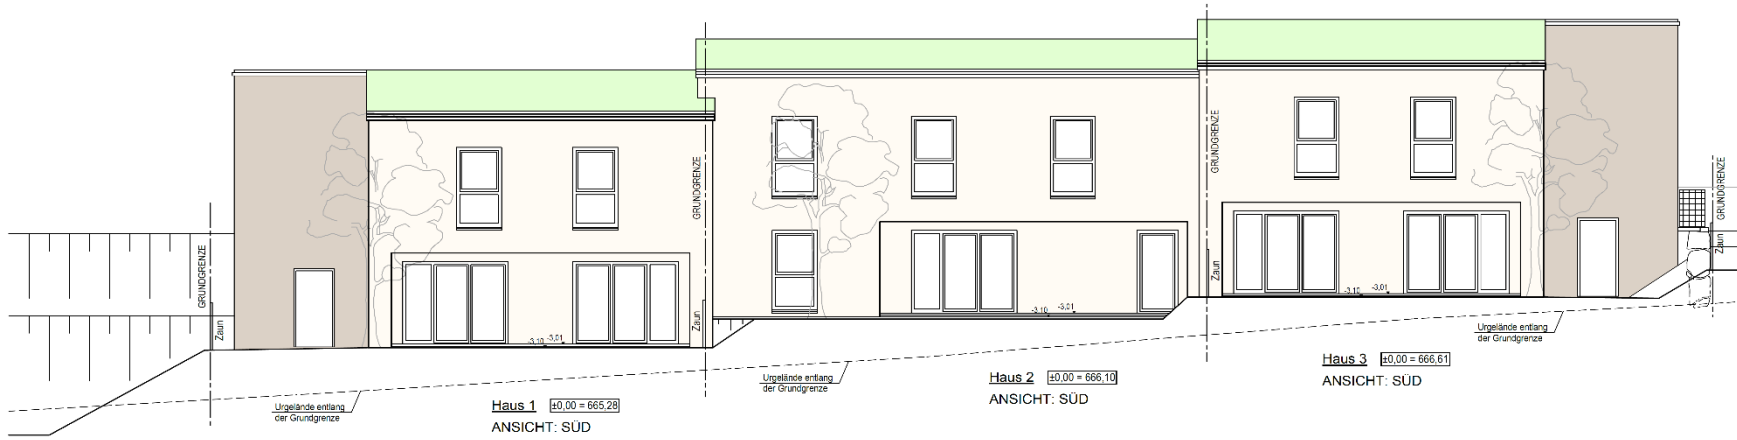 GRUNDGRENZE
Zaun
-3,10 -3,01
Urgelände entlang
der Grundgrenze
Haus 1 ±0,00 = 665,28
ANSICHT: SÜD
GRUNDGRENZE
Zaun
Urgelände entlang
der Grundgrenze
-3,10 -3,01
Haus 2 ±0,00 = 666,10
ANSICHT: SÜD
GRUNDGRENZE
Zaun
-3,10 -3,01
Urgelände entlang
der Grundgrenze
Haus 3 ±0,00 = 666,61
ANSICHT: SÜD
GRUNDGRENZE
Zaun